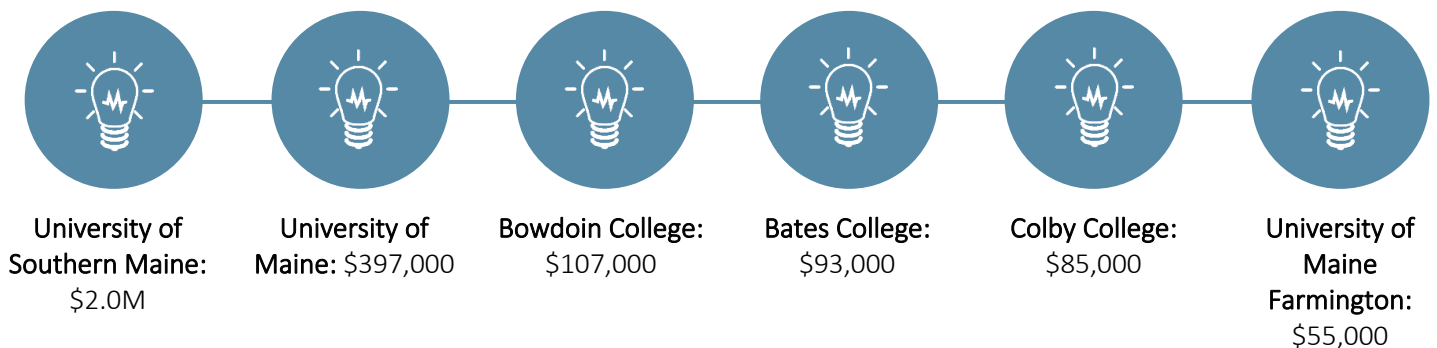 University of
Southern Maine:
$2.0M
University of
Maine: $397,000
Bowdoin College:
$107,000
Bates College:
$93,000
Colby College:
$85,000
University of
Maine
Farmington:
$55,000